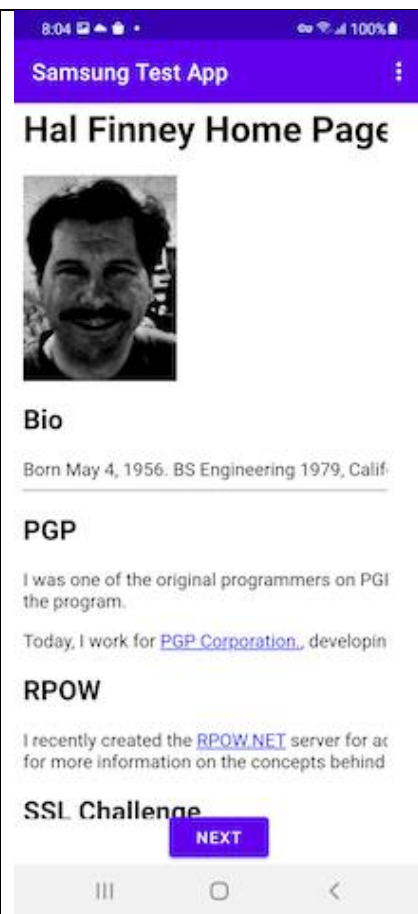 8:04
100%
Samsung Test App
Hal Finney Home Page
Bio
Born May 4, 1956. BS Engineering 1979, Calif
PGP
I was one of the original programmers on PG
the program.
Today, I work for PGP Corporation., developin
RPOW
I recently created the RPOW.NET server for ac
for more information on the concepts behind
SSL Challenge
NEXT